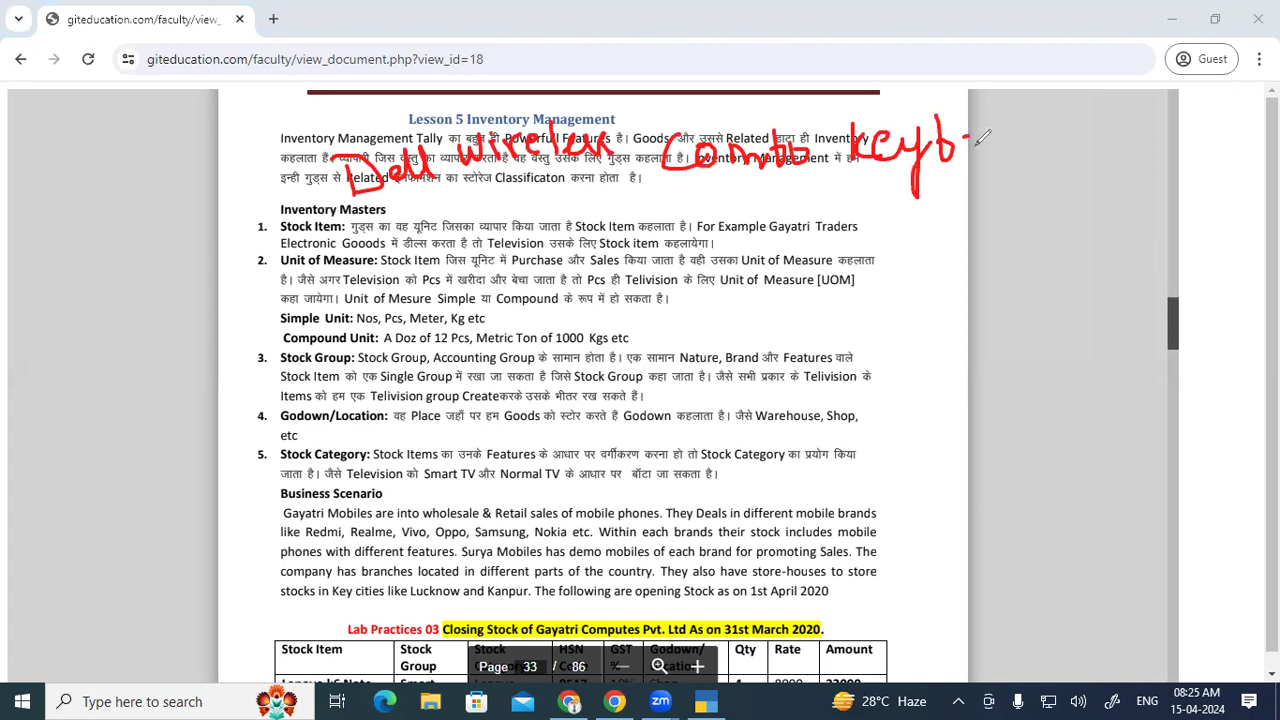 giteducation.com/faculty/view_
giteducation.com/faculty/view_document.php?view_id=18
Guest
Lesson 5 Inventory Management
Inventory Management Tally का बहुत ही Powerfull Features है। Goods और उससे Related डाटा ही Inventory
कहलाता है। व्यापारी जिस वस्तु का व्यापार करता है वह वस्तु उसके लिए गुड्स कहलाता है। Inventory Management में हम
इन्ही गुड्स से Related इनफार्मेशन का स्टोरेज Classificaton करना होता है।
Dell wireless Combo Keyb
Inventory Masters
1. Stock Item: गुड्स का वह यूनिट जिसका व्यापार किया जाता है Stock Item कहलाता है। For Example Gayatri Traders
Electronic Gooods में डील्स करता है तो Television उसके लिए Stock item कहलायेगा।
2. Unit of Measure: Stock Item जिस यूनिट में Purchase और Sales किया जाता है वही उसका Unit of Measure कहलाता
है। जैसे अगर Television को Pcs में खरीदा और बेचा जाता है तो Pcs ही Telivision के लिए Unit of Measure [UOM]
कहा जायेगा। Unit of Mesure Simple या Compound के रूप में हो सकता है।
Simple Unit: Nos, Pcs, Meter, Kg etc
Compound Unit: A Doz of 12 Pcs, Metric Ton of 1000 Kgs etc
3. Stock Group: Stock Group, Accounting Group के सामान होता है। एक सामान Nature, Brand और Features वाले
Stock Item को एक Single Group में रखा जा सकता है जिसे Stock Group कहा जाता है। जैसे सभी प्रकार के Telivision के
Items को हम एक Telivision group Createकरके उसके भीतर रख सकते हैं।
4. Godown/Location: वह Place जहाँ पर हम Goods को स्टोर करते है Godown कहलाता है। जैसे Warehouse, Shop,
etc
5. Stock Category: Stock Items का उनके Features के आधार पर वर्गीकरण करना हो तो Stock Category का प्रयोग किया
जाता है। जैसे Television को Smart TV और Normal TV के आधार पर बाँटा जा सकता है।
Business Scenario
Gayatri Mobiles are into wholesale & Retail sales of mobile phones. They Deals in different mobile brands
like Redmi, Realme, Vivo, Oppo, Samsung, Nokia etc. Within each brands their stock includes mobile
phones with different features. Surya Mobiles has demo mobiles of each brand for promoting Sales. The
company has branches located in different parts of the country. They also have store-houses to store
stocks in Key cities like Lucknow and Kanpur. The following are opening Stock as on 1st April 2020
Lab Practices 03 Closing Stock of Gayatri Computes Pvt. Ltd As on 31st March 2020.
Stock Item Stock Group Stock HSN GST % Godown/ Qty Rate Amount
Page 33 / 86
Type here to search
28°C Haze
ENG
08:25 AM
15-04-2024